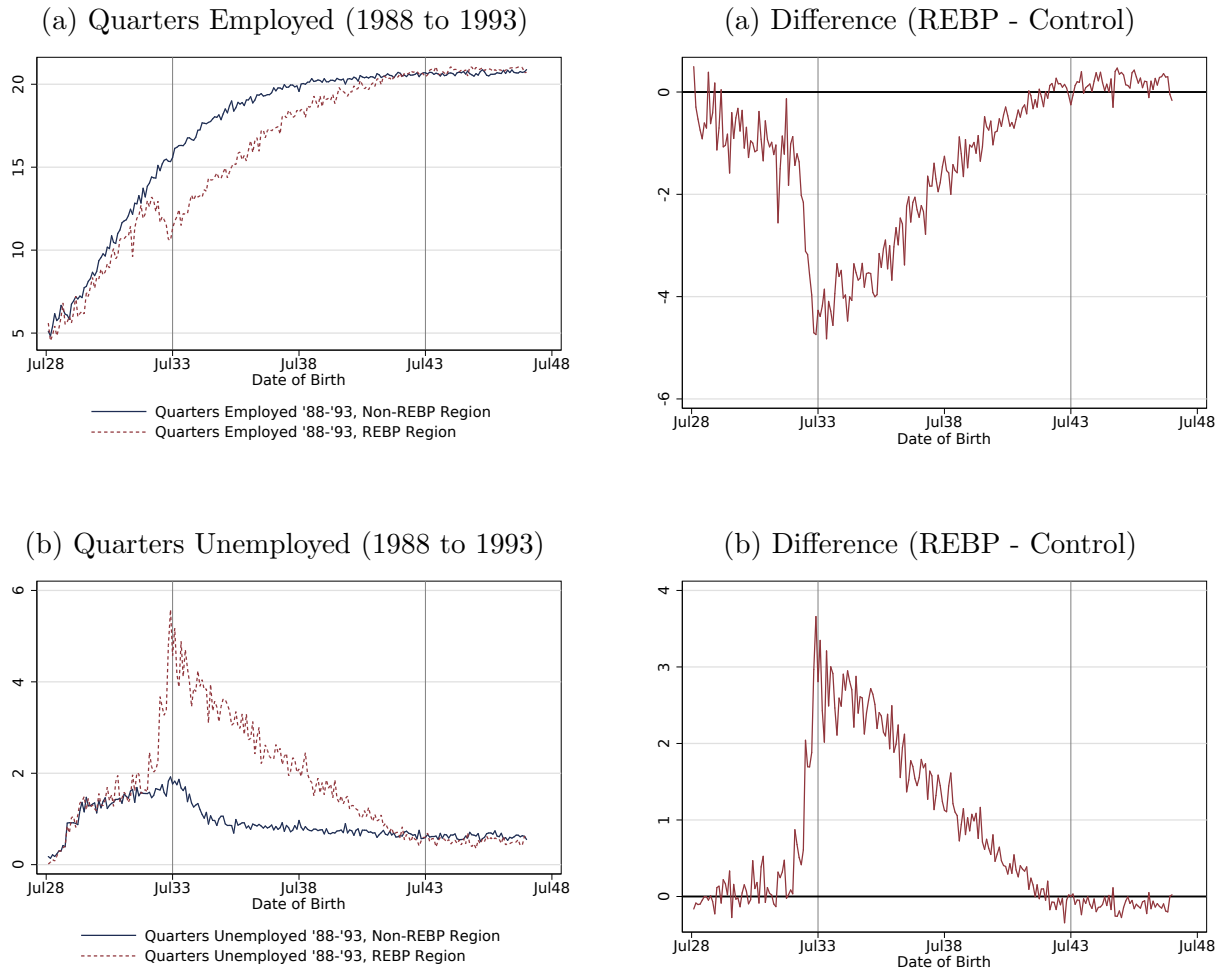 (a) Quarters Employed (1988 to 1993)
20
15
10
5
Jul28 Jul33 Jul38 Jul43 Jul48
Date of Birth
Quarters Employed '88-'93, Non-REBP Region
Quarters Employed '88-'93, REBP Region
(a) Difference (REBP - Control)
0
-2
-4
-6
Jul28 Jul33 Jul38 Jul43 Jul48
Date of Birth
(b) Quarters Unemployed (1988 to 1993)
6
4
2
0
Jul28 Jul33 Jul38 Jul43 Jul48
Date of Birth
Quarters Unemployed '88-'93, Non-REBP Region
Quarters Unemployed '88-'93, REBP Region
(b) Difference (REBP - Control)
4
3
2
1
0
Jul28 Jul33 Jul38 Jul43 Jul48
Date of Birth